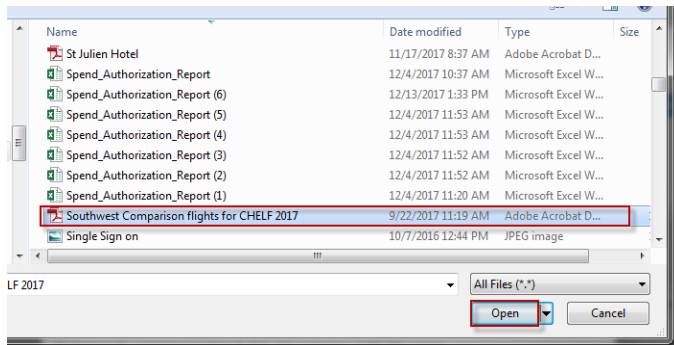 Name Date modified Type Size
St Julien Hotel 11/17/2017 8:37 AM Adobe Acrobat D...
Spend_Authorization_Report 12/4/2017 10:37 AM Microsoft Excel W...
Spend_Authorization_Report (6) 12/13/2017 1:33 PM Microsoft Excel W...
Spend_Authorization_Report (5) 12/4/2017 11:53 AM Microsoft Excel W...
Spend_Authorization_Report (4) 12/4/2017 11:53 AM Microsoft Excel W...
Spend_Authorization_Report (3) 12/4/2017 11:52 AM Microsoft Excel W...
Spend_Authorization_Report (2) 12/4/2017 11:52 AM Microsoft Excel W...
Spend_Authorization_Report (1) 12/4/2017 11:20 AM Microsoft Excel W...
Southwest Comparison flights for CHELF 2017 9/22/2017 11:19 AM Adobe Acrobat D...
Single Sign on 10/7/2016 12:44 PM JPEG image
LF 2017 All Files (*.*)
Open Cancel